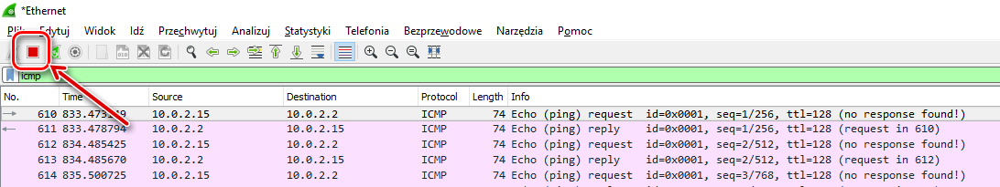 *Ethernet
Plik Edytuj Widok Idź Przechwytuj Analizuj Statystyki Telefonia Bezprzewodowe Narzędzia Pomoc
icmp
No. Time Source Destination Protocol Length Info
610 833.473149 10.0.2.15 10.0.2.2 ICMP 74 Echo (ping) request id=0x0001, seq=1/256, ttl=128 (no response found!)
611 833.478794 10.0.2.2 10.0.2.15 ICMP 74 Echo (ping) reply id=0x0001, seq=1/256, ttl=128 (request in 610)
612 834.485425 10.0.2.15 10.0.2.2 ICMP 74 Echo (ping) request id=0x0001, seq=2/512, ttl=128 (no response found!)
613 834.485670 10.0.2.2 10.0.2.15 ICMP 74 Echo (ping) reply id=0x0001, seq=2/512, ttl=128 (request in 612)
614 835.500725 10.0.2.15 10.0.2.2 ICMP 74 Echo (ping) request id=0x0001, seq=3/768, ttl=128 (no response found!)